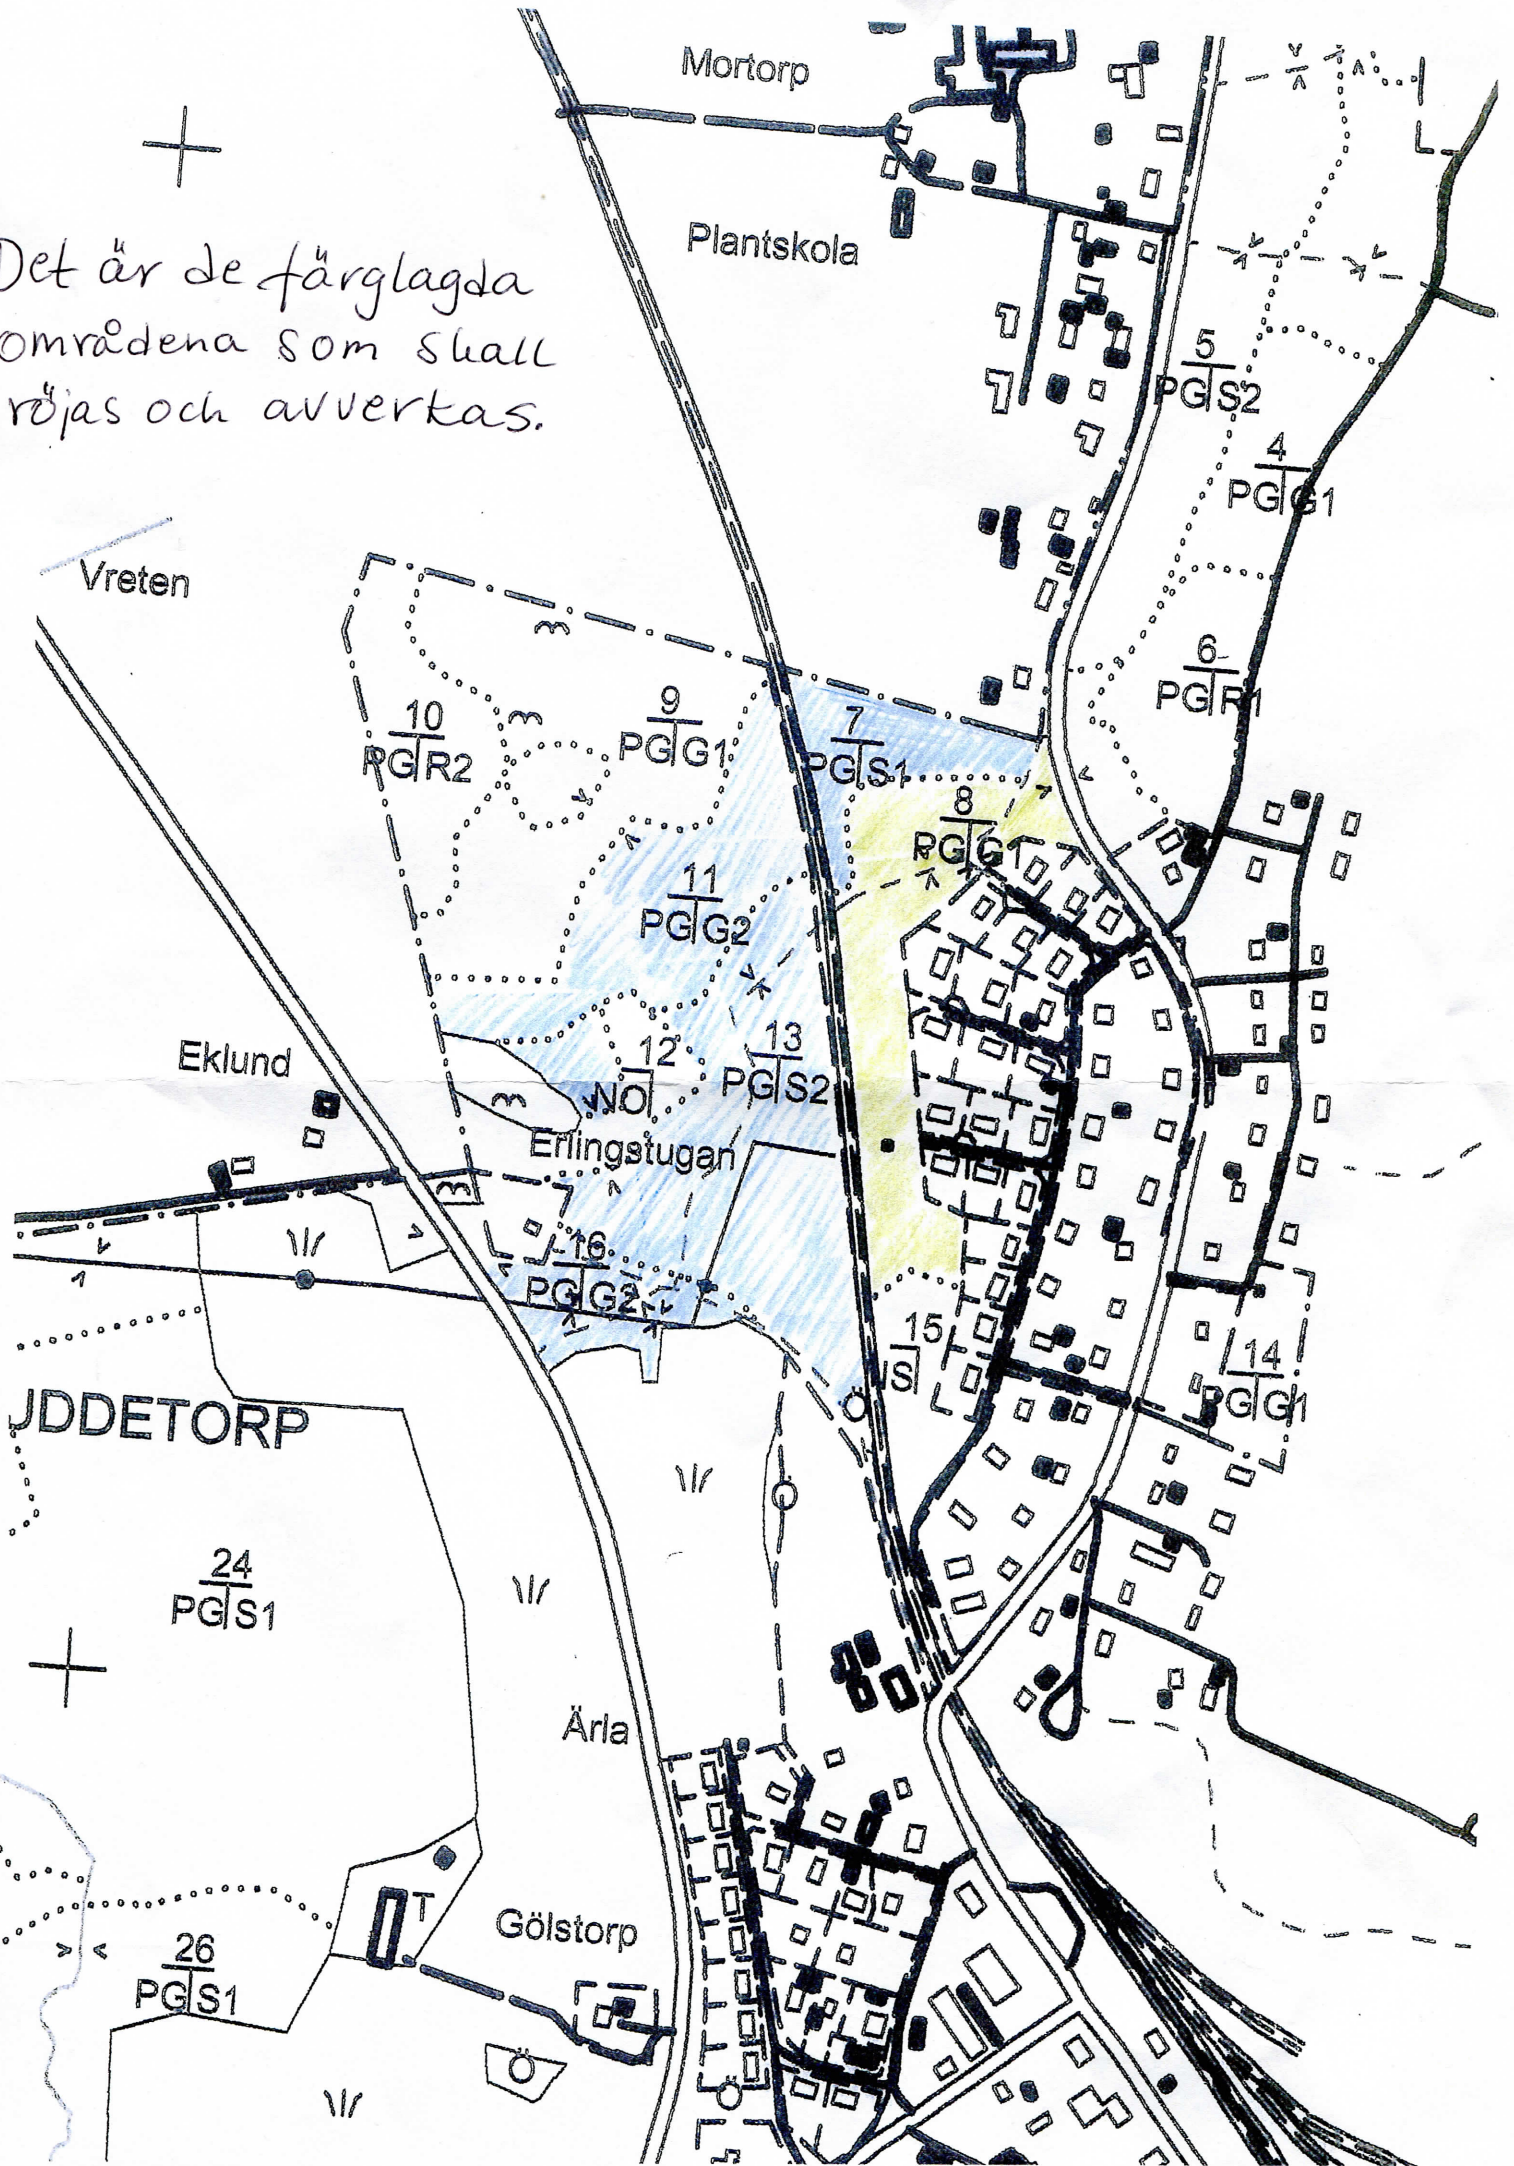 Mortorp
Plantskola
Det är de färglagda
områdena som skall
röjas och avverkas.
5
PG S2
4
PG G1
Vreten
6
PG R1
10
PG R2
9
PG G1
7
PG S1
8
PG G1
11
PG G2
Eklund
12
NO
13
PG S2
Erlingstugan
16
PG G2
15
IS
14
PG G1
Ö
UDDETORP
Ö
24
PG S1
Ärla
T
Gölstorp
26
PG S1
Ö
Ö